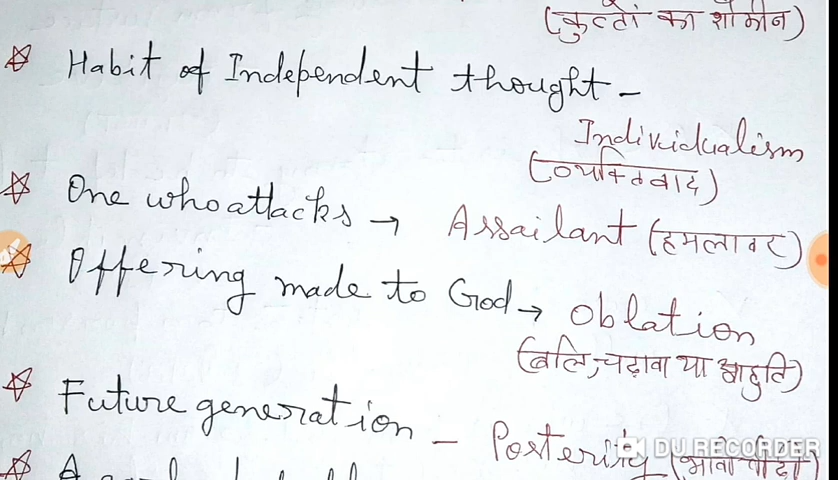 (कुत्तों का शौकीन)
Habit of Independent thought -
Individualism
(व्यक्तिवाद)
One who attacks → Assailant (हमलावर)
Offering made to God → Oblation
(बलि, चढ़ावा या आहुति)
Future generation - Posterity (भावी पीढ़ी)
DU RECORDER
A